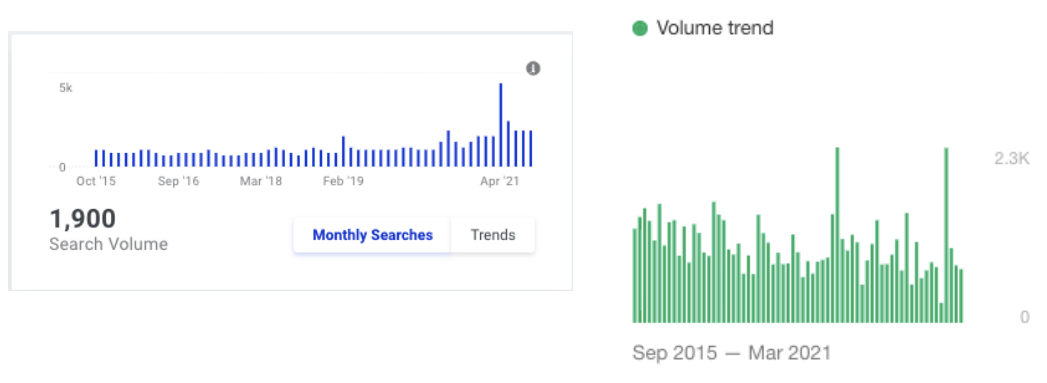 5k
0
Oct '15 Sep '16 Mar '18 Feb '19 Apr '21
1,900
Search Volume
Monthly Searches Trends
Volume trend
2.3K
0
Sep 2015 — Mar 2021